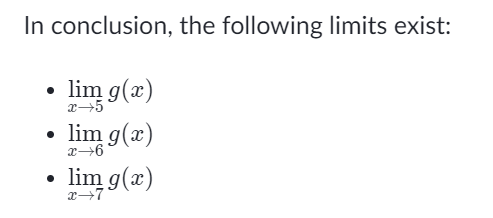 In conclusion, the following limits exist:
• lim g(x)
x→5
• lim g(x)
x→6
• lim g(x)
x→7